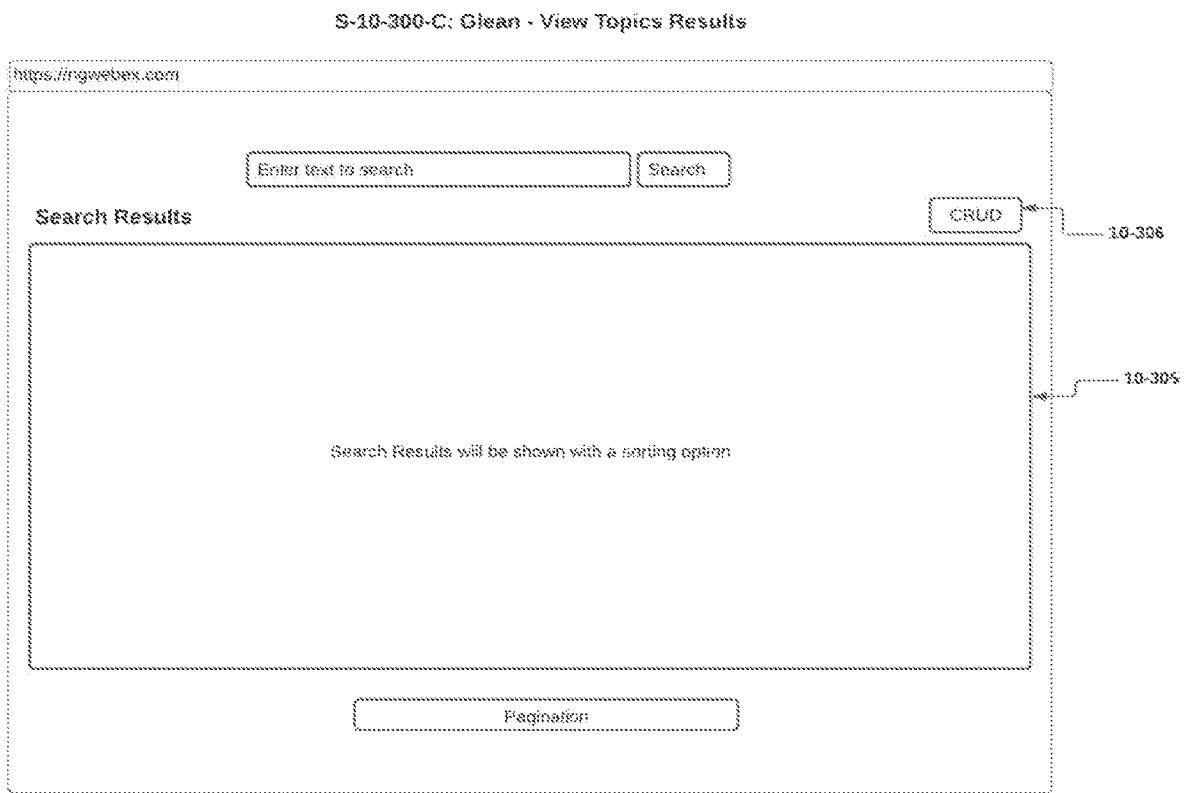 S-10-300-C: Glean - View Topics Results
https://ngwebex.com
Enter text to search
Search
Search Results
CRUD
10-306
10-305
Search Results will be shown with a sorting option
Pagination